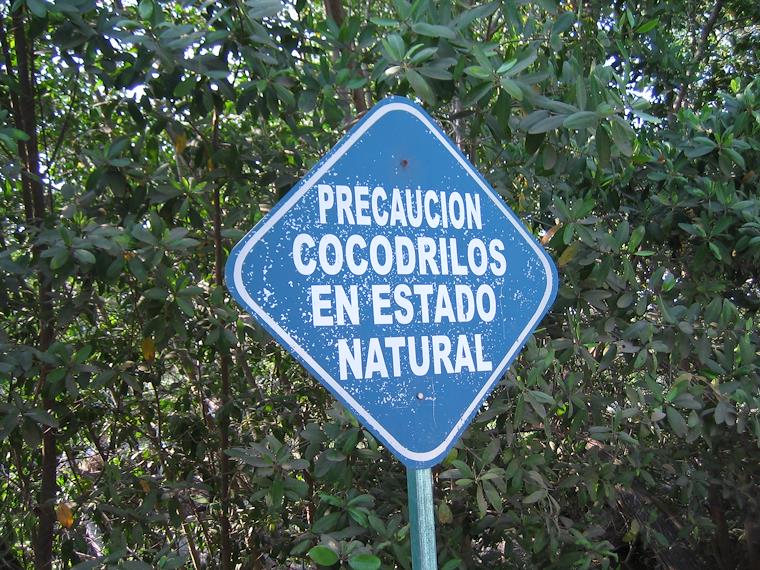 PRECAUCION
COCODRILOS
EN ESTADO
NATURAL